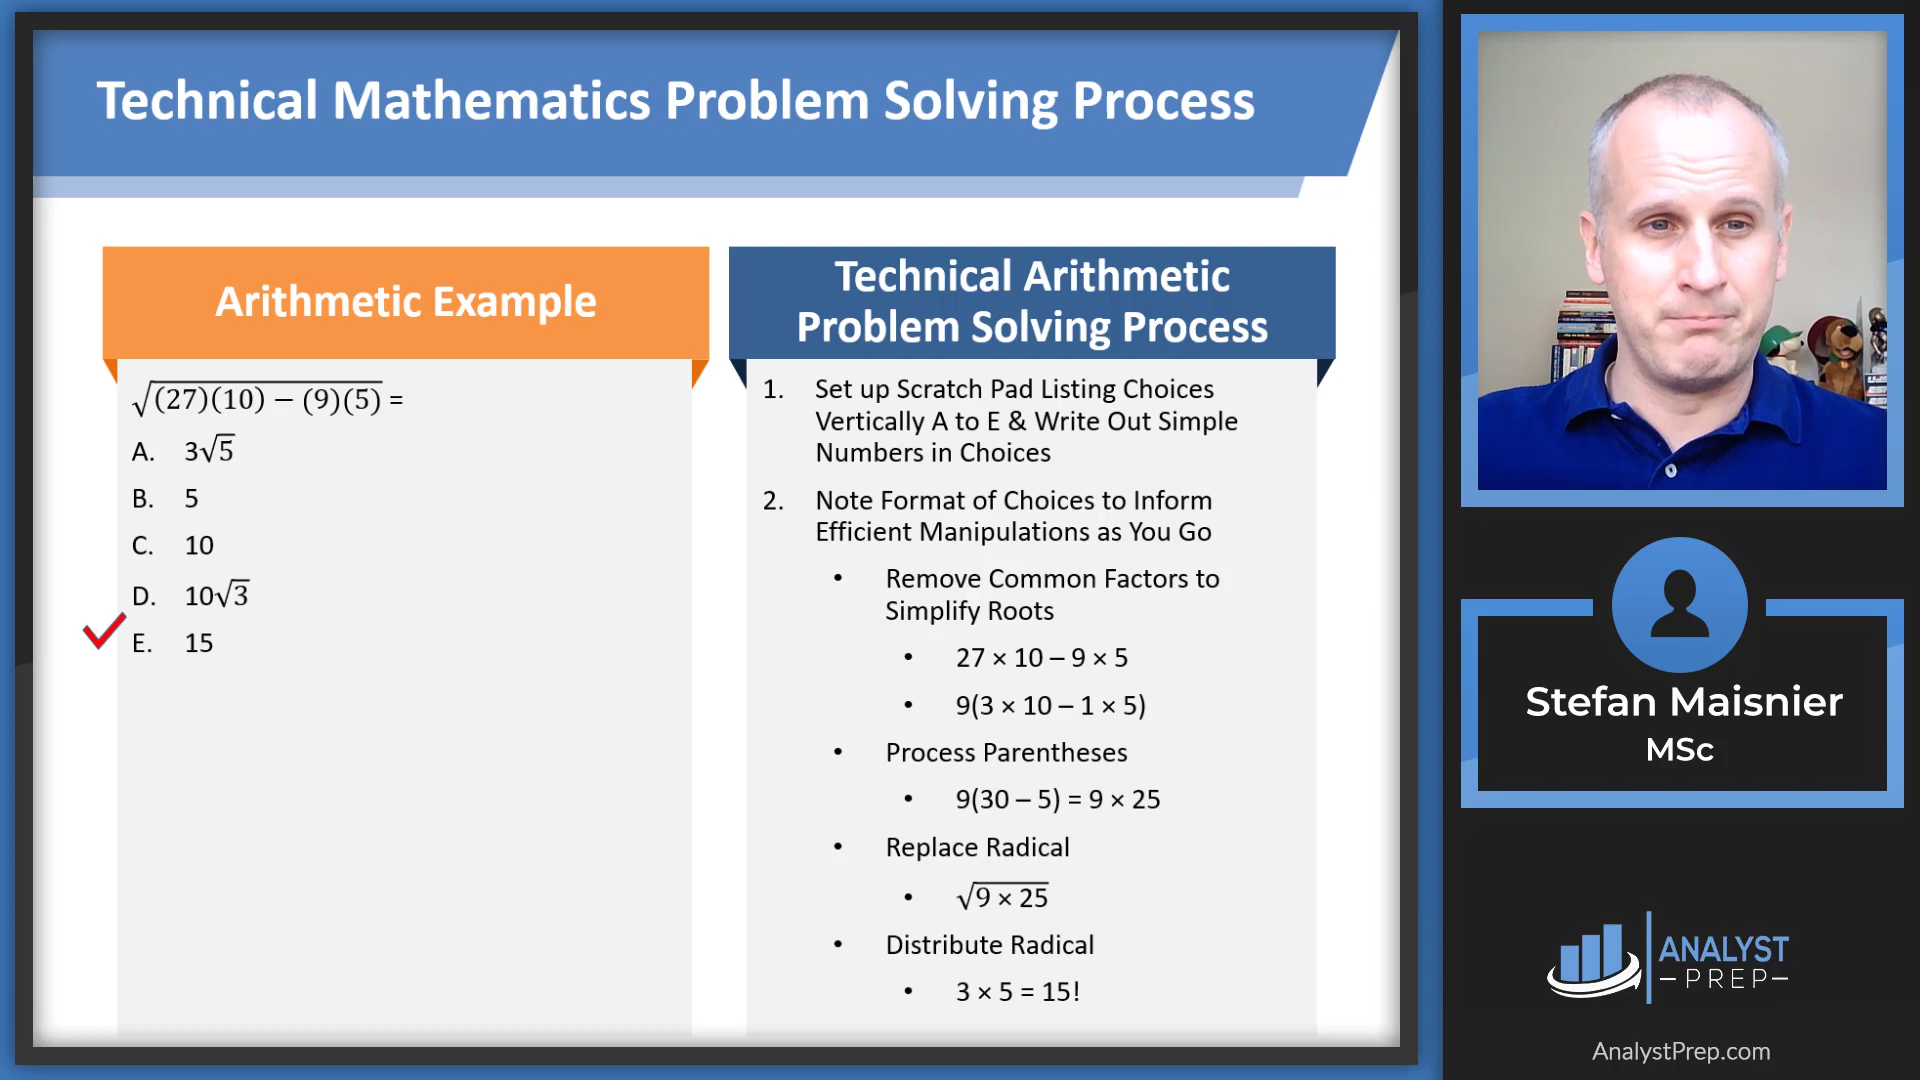 Technical Mathematics Problem Solving Process
Arithmetic Example
√(27)(10) − (9)(5) =
A. 3√5
B. 5
C. 10
D. 10√3
E. 15
Technical Arithmetic
Problem Solving Process
1. Set up Scratch Pad Listing Choices
Vertically A to E & Write Out Simple
Numbers in Choices
2. Note Format of Choices to Inform
Efficient Manipulations as You Go
• Remove Common Factors to
Simplify Roots
• 27 × 10 – 9 × 5
• 9(3 × 10 – 1 × 5)
• Process Parentheses
• 9(30 – 5) = 9 × 25
• Replace Radical
• √9 × 25
• Distribute Radical
• 3 × 5 = 15!
Stefan Maisnier
MSc
ANALYST
PREP
AnalystPrep.com